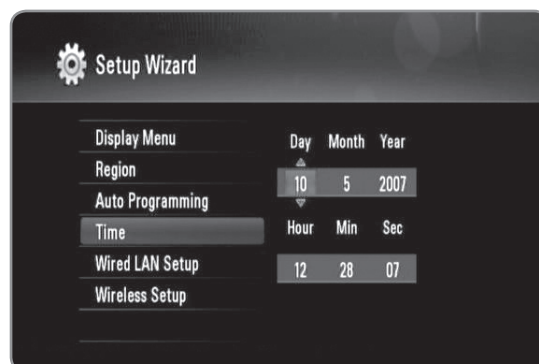 Setup Wizard
Display Menu
Region
Auto Programming
Time
Wired LAN Setup
Wireless Setup
Day Month Year
10 5 2007
Hour Min Sec
12 28 07